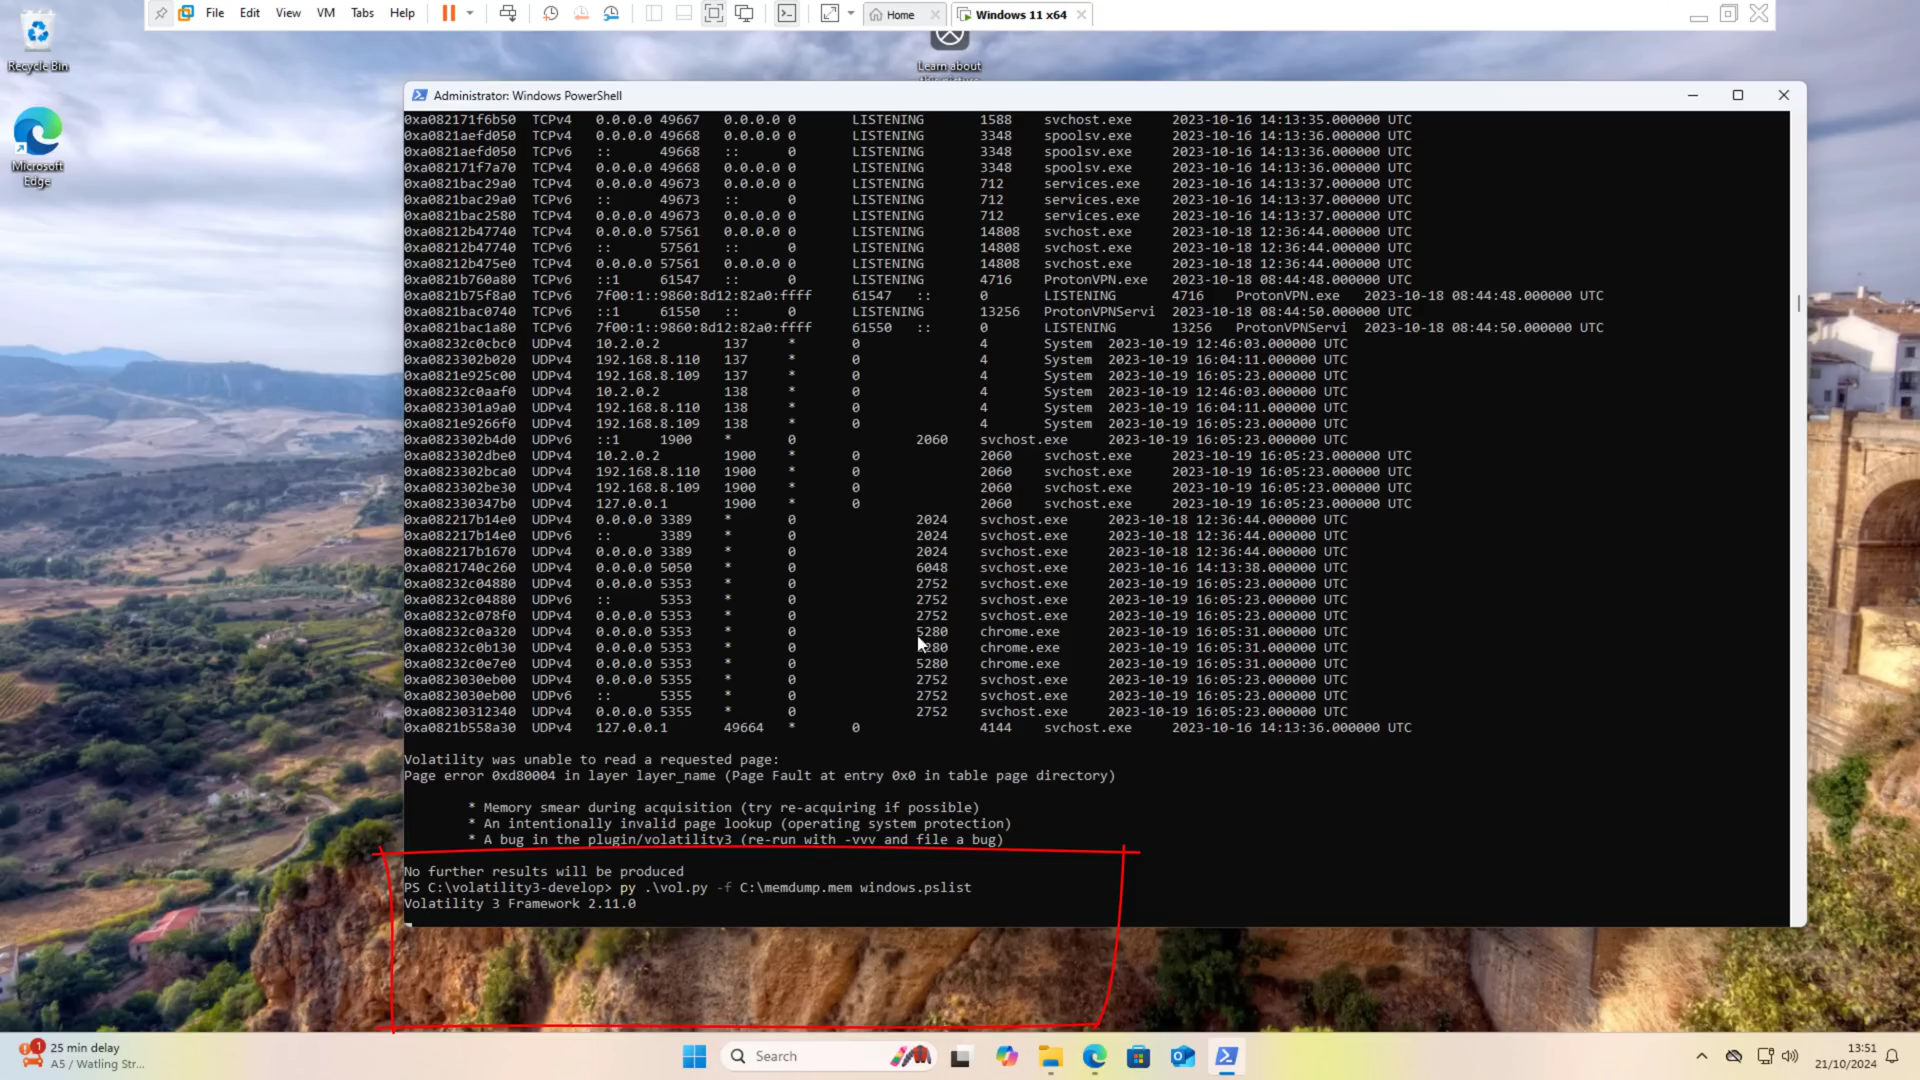 File Edit View VM Tabs Help Home Windows 11 x64
Recycle Bin
Learn about
Microsoft
Edge
Administrator: Windows PowerShell
0xa082171f6b50 TCPv4 0.0.0.0 49667 0.0.0.0 0 LISTENING 1588 svchost.exe 2023-10-16 14:13:35.000000 UTC
0xa0821aefd050 TCPv4 0.0.0.0 49668 0.0.0.0 0 LISTENING 3348 spoolsv.exe 2023-10-16 14:13:36.000000 UTC
0xa0821aefd050 TCPv6 :: 49668 :: 0 LISTENING 3348 spoolsv.exe 2023-10-16 14:13:36.000000 UTC
0xa082171f7a70 TCPv4 0.0.0.0 49668 0.0.0.0 0 LISTENING 3348 spoolsv.exe 2023-10-16 14:13:36.000000 UTC
0xa0821bac29a0 TCPv4 0.0.0.0 49673 0.0.0.0 0 LISTENING 712 services.exe 2023-10-16 14:13:37.000000 UTC
0xa0821bac29a0 TCPv6 :: 49673 :: 0 LISTENING 712 services.exe 2023-10-16 14:13:37.000000 UTC
0xa0821bac2580 TCPv4 0.0.0.0 49673 0.0.0.0 0 LISTENING 712 services.exe 2023-10-16 14:13:37.000000 UTC
0xa08212b47740 TCPv4 0.0.0.0 57561 0.0.0.0 0 LISTENING 14808 svchost.exe 2023-10-18 12:36:44.000000 UTC
0xa08212b47740 TCPv6 :: 57561 :: 0 LISTENING 14808 svchost.exe 2023-10-18 12:36:44.000000 UTC
0xa08212b475e0 TCPv4 0.0.0.0 57561 0.0.0.0 0 LISTENING 14808 svchost.exe 2023-10-18 12:36:44.000000 UTC
0xa0821b760a80 TCPv6 ::1 61547 :: 0 LISTENING 4716 ProtonVPN.exe 2023-10-18 08:44:48.000000 UTC
0xa0821b75f8a0 TCPv6 7f00:1::9860:8d12:82a0:ffff 61547 :: 0 LISTENING 4716 ProtonVPN.exe 2023-10-18 08:44:48.000000 UTC
0xa0821bac0740 TCPv6 ::1 61550 :: 0 LISTENING 13256 ProtonVPNServi 2023-10-18 08:44:50.000000 UTC
0xa0821bac1a80 TCPv6 7f00:1::9860:8d12:82a0:ffff 61550 :: 0 LISTENING 13256 ProtonVPNServi 2023-10-18 08:44:50.000000 UTC
0xa08232c0cbc0 UDPv4 10.2.0.2 137 * 0 4 System 2023-10-19 12:46:03.000000 UTC
0xa0823302b020 UDPv4 192.168.8.110 137 * 0 4 System 2023-10-19 16:04:11.000000 UTC
0xa0821e925c00 UDPv4 192.168.8.109 137 * 0 4 System 2023-10-19 16:05:23.000000 UTC
0xa08232c0aaf0 UDPv4 10.2.0.2 138 * 0 4 System 2023-10-19 12:46:03.000000 UTC
0xa0823301a9a0 UDPv4 192.168.8.110 138 * 0 4 System 2023-10-19 16:04:11.000000 UTC
0xa0821e9266f0 UDPv4 192.168.8.109 138 * 0 4 System 2023-10-19 16:05:23.000000 UTC
0xa0823302b4d0 UDPv6 ::1 1900 * 0 2060 svchost.exe 2023-10-19 16:05:23.000000 UTC
0xa0823302dbe0 UDPv4 10.2.0.2 1900 * 0 2060 svchost.exe 2023-10-19 16:05:23.000000 UTC
0xa0823302bca0 UDPv4 192.168.8.110 1900 * 0 2060 svchost.exe 2023-10-19 16:05:23.000000 UTC
0xa0823302be30 UDPv4 192.168.8.109 1900 * 0 2060 svchost.exe 2023-10-19 16:05:23.000000 UTC
0xa082330347b0 UDPv4 127.0.0.1 1900 * 0 2060 svchost.exe 2023-10-19 16:05:23.000000 UTC
0xa082217b14e0 UDPv4 0.0.0.0 3389 * 0 2024 svchost.exe 2023-10-18 12:36:44.000000 UTC
0xa082217b14e0 UDPv6 :: 3389 * 0 2024 svchost.exe 2023-10-18 12:36:44.000000 UTC
0xa082217b1670 UDPv4 0.0.0.0 3389 * 0 2024 svchost.exe 2023-10-18 12:36:44.000000 UTC
0xa0821740c260 UDPv4 0.0.0.0 5050 * 0 6048 svchost.exe 2023-10-16 14:13:38.000000 UTC
0xa08232c04880 UDPv4 0.0.0.0 5353 * 0 2752 svchost.exe 2023-10-19 16:05:23.000000 UTC
0xa08232c04880 UDPv6 :: 5353 * 0 2752 svchost.exe 2023-10-19 16:05:23.000000 UTC
0xa08232c078f0 UDPv4 0.0.0.0 5353 * 0 2752 svchost.exe 2023-10-19 16:05:23.000000 UTC
0xa08232c0a320 UDPv4 0.0.0.0 5353 * 0 5280 chrome.exe 2023-10-19 16:05:31.000000 UTC
0xa08232c0b130 UDPv4 0.0.0.0 5353 * 0 5280 chrome.exe 2023-10-19 16:05:31.000000 UTC
0xa08232c0e7e0 UDPv4 0.0.0.0 5353 * 0 5280 chrome.exe 2023-10-19 16:05:31.000000 UTC
0xa0823030eb00 UDPv4 0.0.0.0 5355 * 0 2752 svchost.exe 2023-10-19 16:05:23.000000 UTC
0xa0823030eb00 UDPv6 :: 5355 * 0 2752 svchost.exe 2023-10-19 16:05:23.000000 UTC
0xa08230312340 UDPv4 0.0.0.0 5355 * 0 2752 svchost.exe 2023-10-19 16:05:23.000000 UTC
0xa0821b558a30 UDPv4 127.0.0.1 49664 * 0 4144 svchost.exe 2023-10-16 14:13:36.000000 UTC
Volatility was unable to read a requested page:
Page error 0xd80004 in layer layer_name (Page Fault at entry 0x0 in table page directory)
* Memory smear during acquisition (try re-acquiring if possible)
* An intentionally invalid page lookup (operating system protection)
* A bug in the plugin/volatility3 (re-run with -vvv and file a bug)
No further results will be produced
PS C:\volatility3-develop> py .\vol.py -f C:\memdump.mem windows.pslist
Volatility 3 Framework 2.11.0
1
25 min delay
A5 / Watling Str...
Search
13:51
21/10/2024